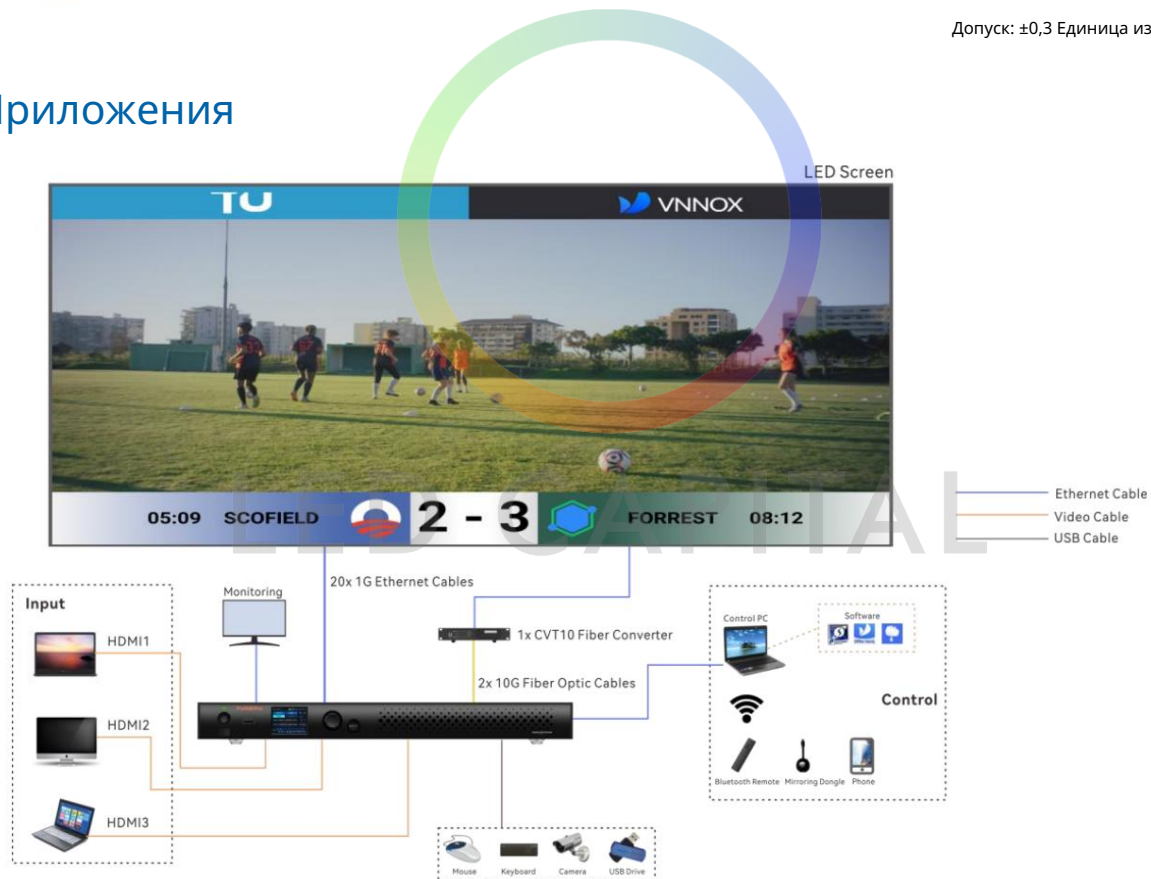 Допуск: ±0,3 Единица из
Приложения
LED Screen
TU
VNNOX
LED CAPITAL
05:09 SCOFIELD 2 - 3 FORREST 08:12
Ethernet Cable
Video Cable
USB Cable
20x 1G Ethernet Cables
Monitoring
Input
HDMI1
HDMI2
HDMI3
1x CVT10 Fiber Converter
2x 10G Fiber Optic Cables
Control PC
Software
Control
Bluetooth Remote Mirroring Dongle Phone
Mouse Keyboard Camera USB Drive